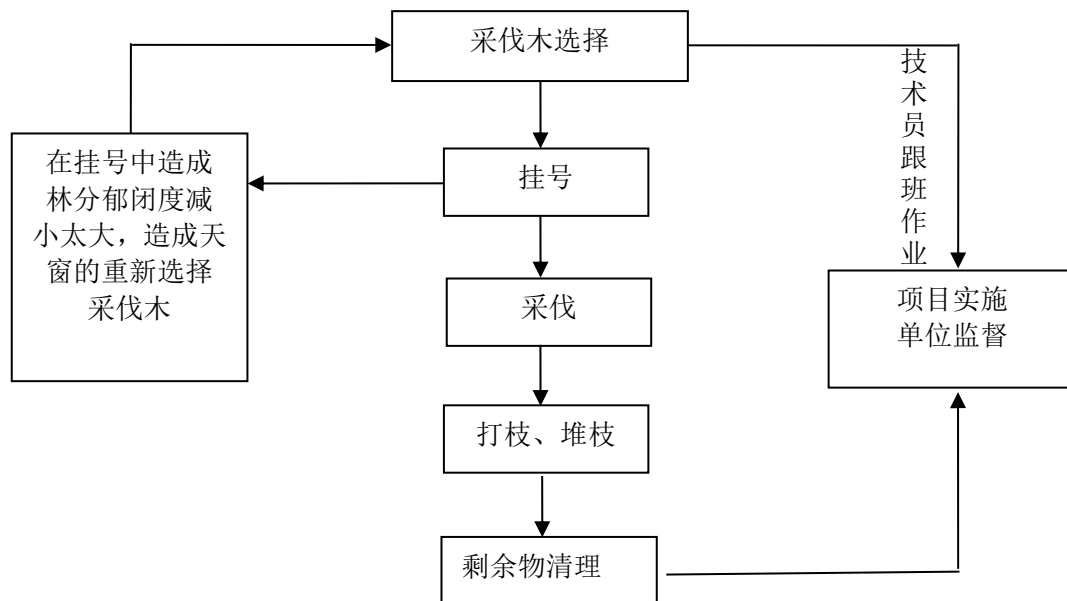 采伐木选择
技术员跟班作业
在挂号中造成
林分郁闭度减
小太大，造成天
窗的重新选择
采伐木
挂号
采伐
项目实施
单位监督
打枝、堆枝
剩余物清理